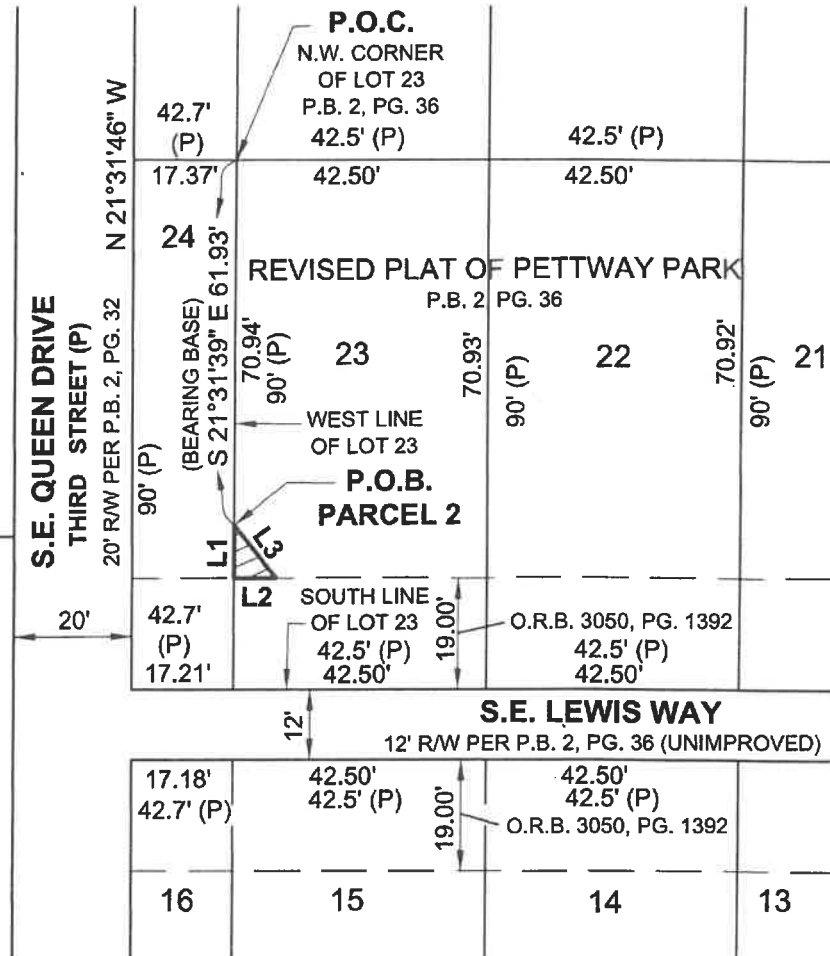 P.O.C.
N.W. CORNER
OF LOT 23
P.B. 2, PG. 36
42.7'
(P)
42.5' (P)
42.5' (P)
17.37'
42.50'
42.50'
N 21°31'46" W
24
REVISED PLAT OF PETTWAY PARK
P.B. 2 PG. 36
S.E. QUEEN DRIVE
THIRD STREET (P)
20' R/W PER P.B. 2, PG. 32
90' (P)
(BEARING BASE)
S 21°31'39" E 61.93'
70.94'
90' (P)
23
70.93'
90' (P)
22
70.92'
90' (P)
21
WEST LINE
OF LOT 23
P.O.B.
PARCEL 2
L1
L3
L2
SOUTH LINE
OF LOT 23
19.00'
O.R.B. 3050, PG. 1392
20'
42.7'
(P)
17.21'
42.5' (P)
42.50'
42.5' (P)
42.50'
12'
S.E. LEWIS WAY
12' R/W PER P.B. 2, PG. 36 (UNIMPROVED)
17.18'
42.7' (P)
42.50'
42.5' (P)
19.00'
42.50'
42.5' (P)
O.R.B. 3050, PG. 1392
16
15
14
13